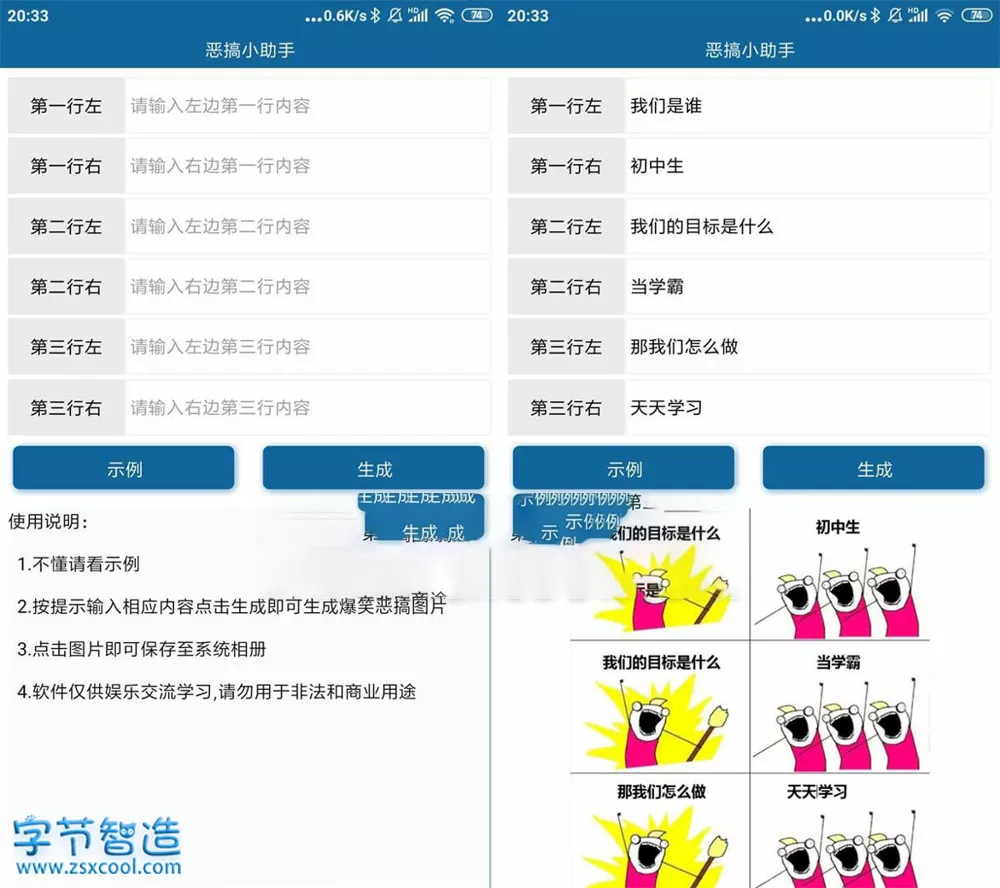 20:33
...0.6K/s
HD
74
恶搞小助手
第一行左
请输入左边第一行内容
第一行右
请输入右边第一行内容
第二行左
请输入左边第二行内容
第二行右
请输入右边第二行内容
第三行左
请输入左边第三行内容
第三行右
请输入右边第三行内容
示例
生成
生成 成
使用说明：
1.不懂请看示例
2.按提示输入相应内容点击生成即可生成爆笑恶搞图片
3.点击图片即可保存至系统相册
4.软件仅供娱乐交流学习,请勿用于非法和商业用途
字节智造
www.zsxcool.com
20:33
...0.0K/s
HD
74
恶搞小助手
第一行左
我们是谁
第一行右
初中生
第二行左
我们的目标是什么
第二行右
当学霸
第三行左
那我们怎么做
第三行右
天天学习
示例
生成
们的目标是什么
初中生
标是
我们的目标是什么
当学霸
那我们怎么做
天天学习